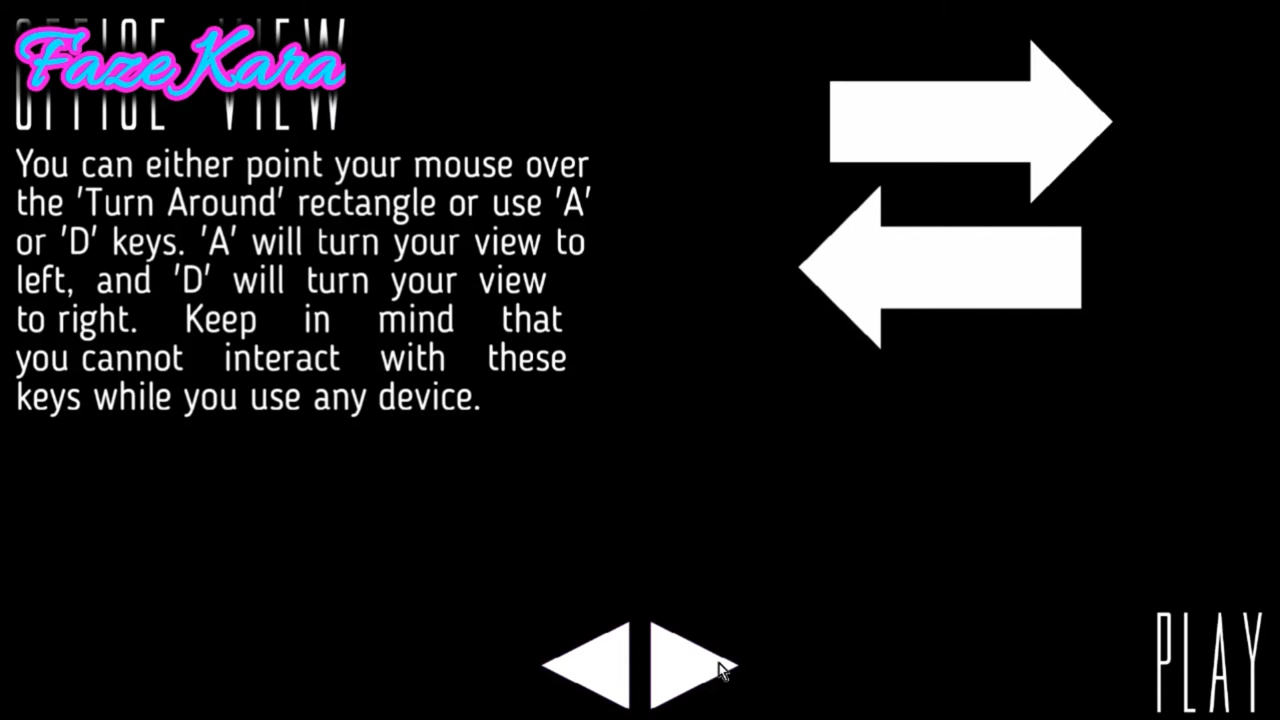 OFFICE VIEW
FazeKara
You can either point your mouse over
the 'Turn Around' rectangle or use 'A'
or 'D' keys. 'A' will turn your view to
left, and 'D' will turn your view
to right. Keep in mind that
you cannot interact with these
keys while you use any device.
PLAY